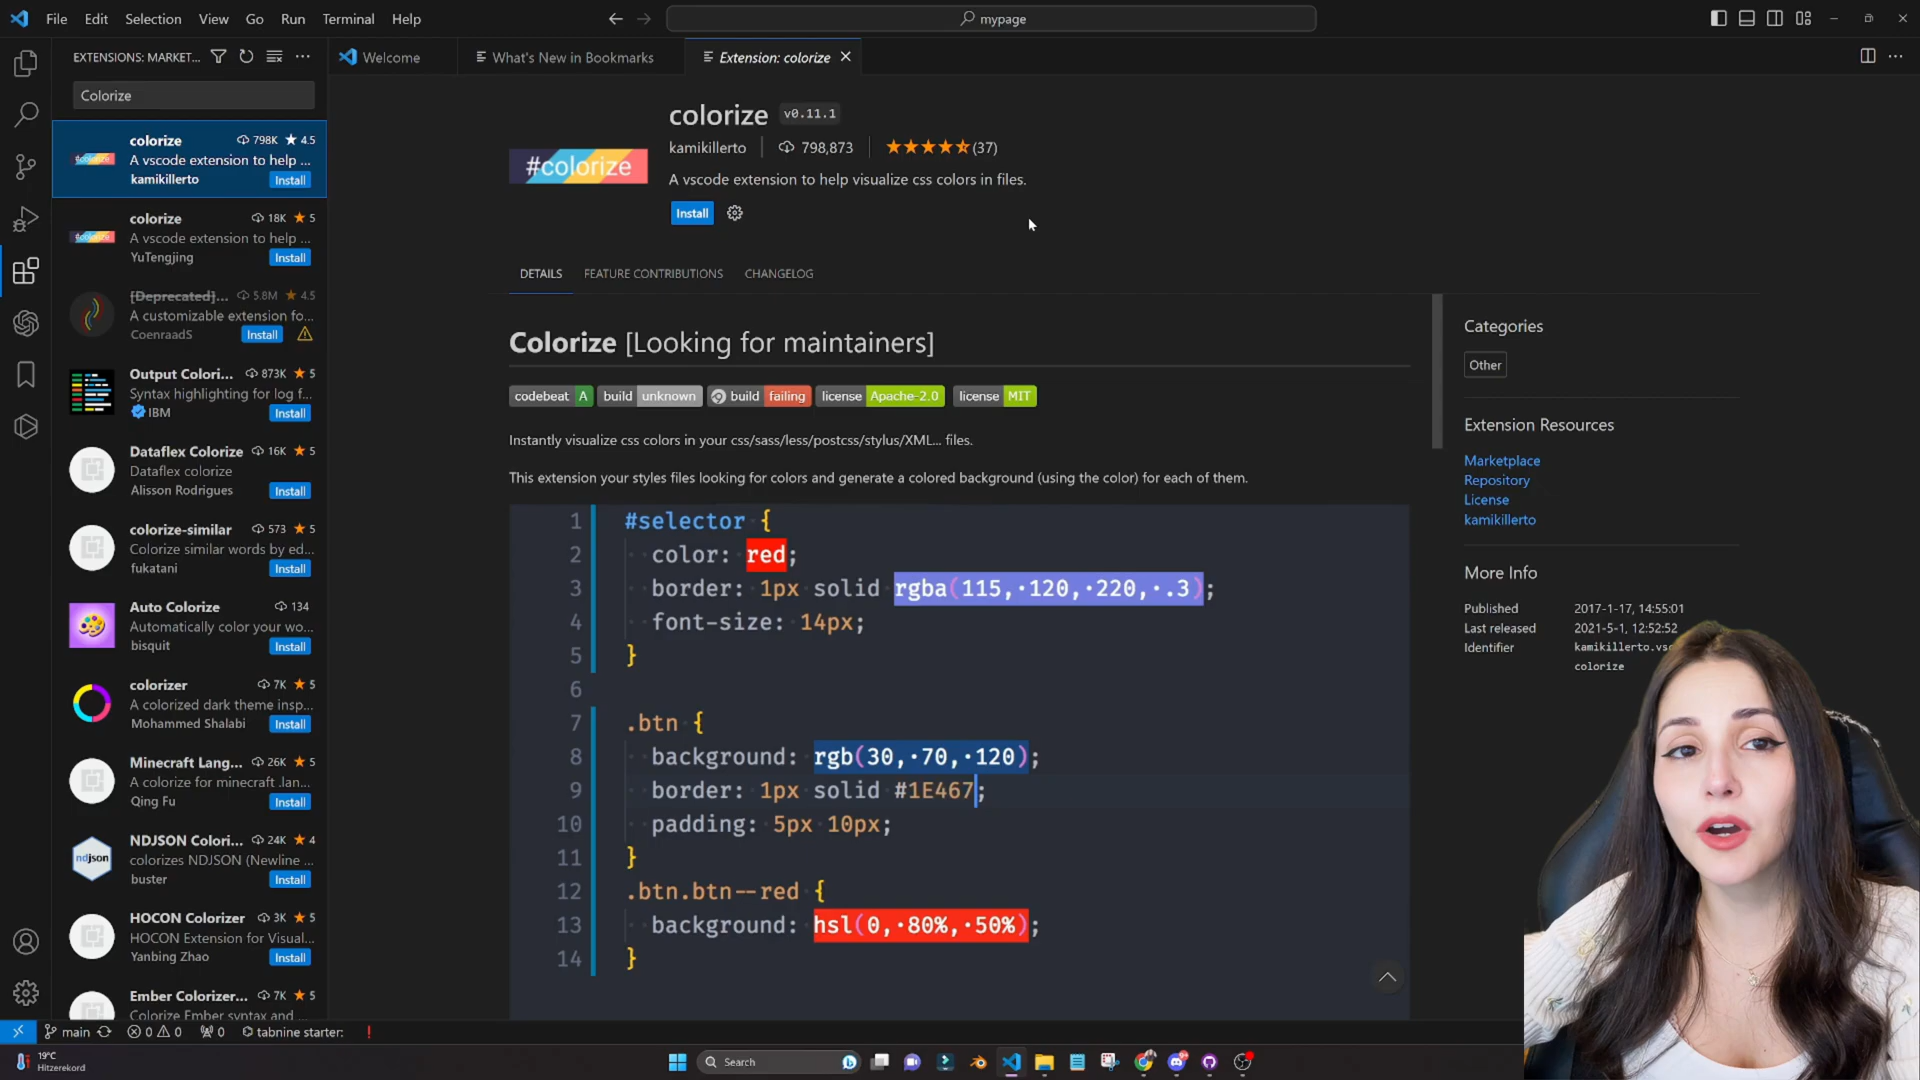 File Edit Selection View Go Run Terminal Help
mypage
EXTENSIONS: MARKET...
Welcome
What's New in Bookmarks
Extension: colorize
Colorize
colorize 798K 4.5
A vscode extension to help ...
kamikillerto Install
colorize 18K 5
A vscode extension to help ...
YuTengjing Install
[Deprecated]... 5.8M 4.5
A customizable extension fo...
CoenraadS Install
Output Colori... 873K 5
Syntax highlighting for log f...
IBM Install
Dataflex Colorize 16K 5
Dataflex colorize
Alisson Rodrigues Install
colorize-similar 573 5
Colorize similar words by ed...
fukatani Install
Auto Colorize 134
Automatically color your wo...
bisquit Install
colorizer 7K 5
A colorized dark theme insp...
Mohammed Shalabi Install
Minecraft Lang... 26K 5
A colorize for minecraft .lan...
Qing Fu Install
ndjson
NDJSON Colori... 24K 4
colorizes NDJSON (Newline ...
buster Install
HOCON Colorizer 3K 5
HOCON Extension for Visual...
Yanbing Zhao Install
Ember Colorizer... 7K 5
Colorize Ember syntax and ...
#colorize
colorize v0.11.1
kamikillerto 798,873 (37)
A vscode extension to help visualize css colors in files.
Install
DETAILS FEATURE CONTRIBUTIONS CHANGELOG
Colorize [Looking for maintainers]
codebeat A build unknown build failing license Apache-2.0 license MIT
Instantly visualize css colors in your css/sass/less/postcss/stylus/XML... files.
This extension your styles files looking for colors and generate a colored background (using the color) for each of them.
1 #selector {
2 color: red;
3 border: 1px solid rgba(115,·120,·220,·.3);
4 font-size: 14px;
5 }
6
7 .btn {
8 background: rgb(30,·70,·120);
9 border: 1px solid #1E467;
10 padding: 5px 10px;
11 }
12 .btn.btn--red {
13 background: hsl(0,·80%,·50%);
14 }
Categories
Other
Extension Resources
Marketplace
Repository
License
kamikillerto
More Info
Published 2017-1-17, 14:55:01
Last released 2021-5-1, 12:52:52
Identifier kamikillerto.vsc
colorize
main 0 0 0 tabnine starter:
19°C
Hitzerekord
Search